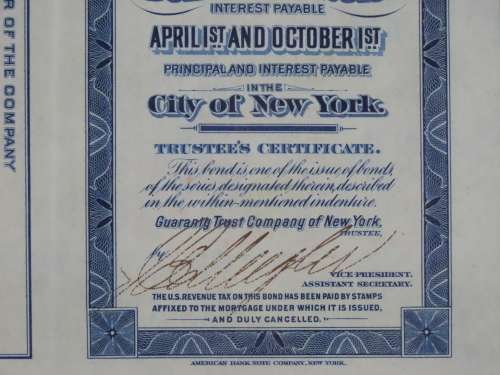 INTEREST PAYABLE
APRIL 1ST AND OCTOBER 1ST
PRINCIPAL AND INTEREST PAYABLE
IN THE
City of New York.
TRUSTEE'S CERTIFICATE.
This bond is one of the issue of bonds,
of the series designated therein, described
in the within-mentioned indenture.
Guaranty Trust Company of New York,
TRUSTEE,
by
VICE-PRESIDENT.
ASSISTANT SECRETARY.
THE U.S. REVENUE TAX ON THIS BOND HAS BEEN PAID BY STAMPS
AFFIXED TO THE MORTGAGE UNDER WHICH IT IS ISSUED,
AND DULY CANCELLED.
AMERICAN BANK NOTE COMPANY, NEW YORK.
R OF THE COMPANY